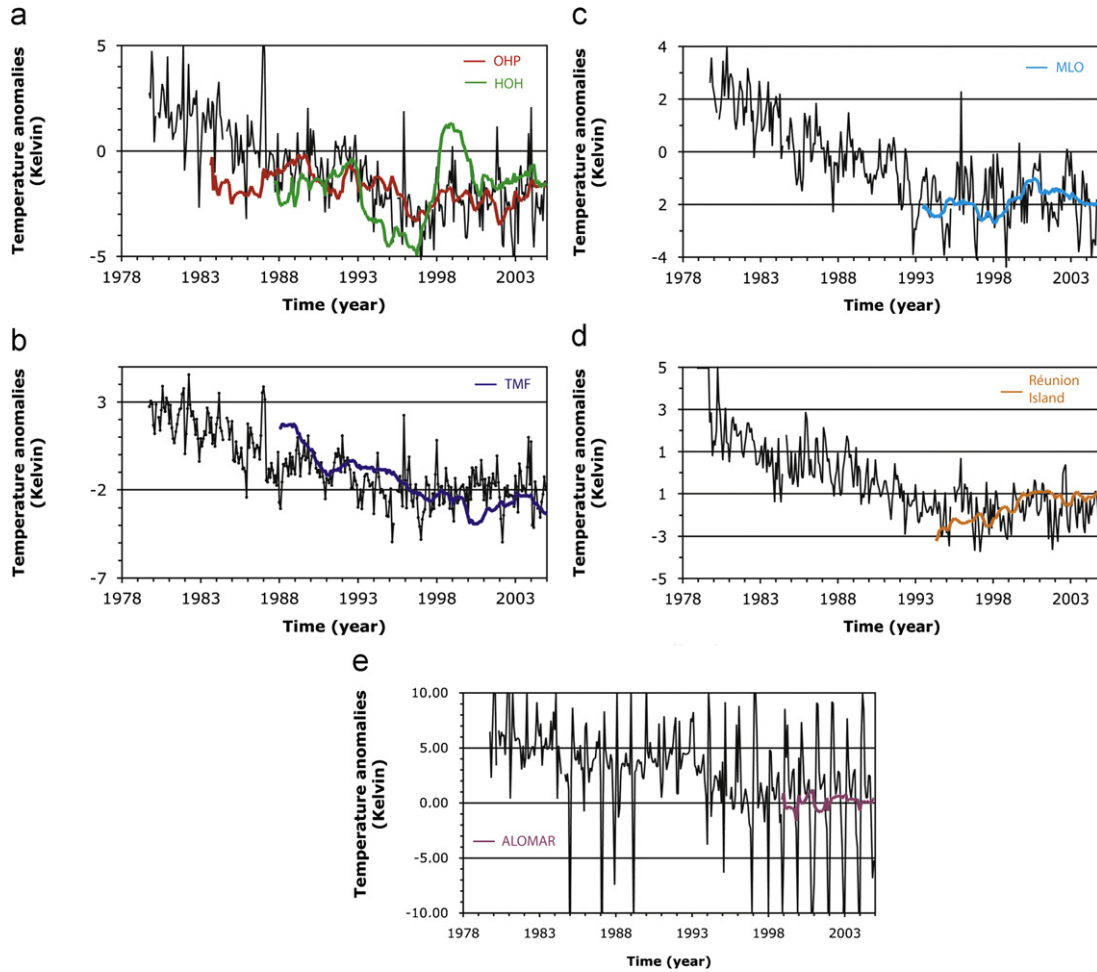 a
Temperature anomalies
(Kelvin)
5
0
-5
OHP
HOH
1978 1983 1988 1993 1998 2003
Time (year)
c
Temperature anomalies
(Kelvin)
4
2
0
2
-4
MLO
1978 1983 1988 1993 1998 2003
Time (year)
b
Temperature anomalies
(Kelvin)
3
-2
-7
TMF
1978 1983 1988 1993 1998 2003
Time (year)
d
Temperature anomalies
(Kelvin)
5
3
1
1
-3
-5
Réunion
Island
1978 1983 1988 1993 1998 2003
Time (year)
e
Temperature anomalies
(Kelvin)
10.00
5.00
0.00
-5.00
-10.00
ALOMAR
1978 1983 1988 1993 1998 2003
Time (year)